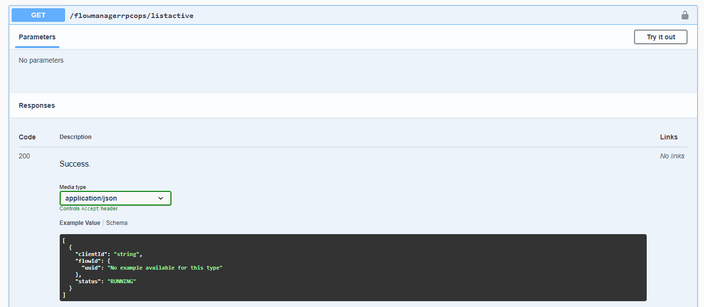 GET /flowmanagerrpcops/listactive
Parameters Try it out
No parameters
Responses
Code Description Links
200 Success. No links
Media type
application/json
Controls Accept header.
Example Value | Schema
[
{
"clientId": "string",
"flowId": {
"uuid": "No example available for this type"
},
"status": "RUNNING"
}
]